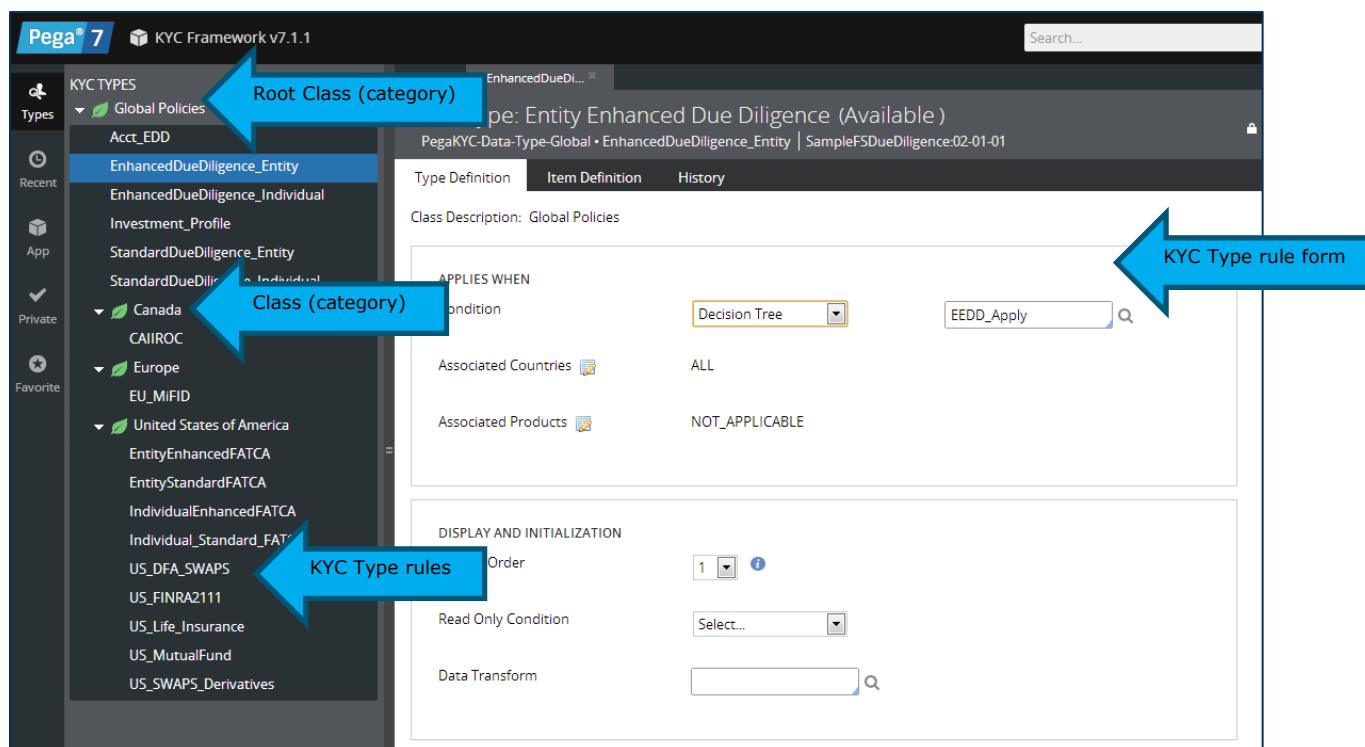 Pega® 7 KYC Framework v7.1.1 Search...
Types
Recent
App
Private
Favorite
KYC TYPES
Global Policies
Acct_EDD
EnhancedDueDiligence_Entity
EnhancedDueDiligence_Individual
Investment_Profile
StandardDueDiligence_Entity
Canada
CAIIROC
Europe
EU_MiFID
United States of America
EntityEnhancedFATCA
EntityStandardFATCA
IndividualEnhancedFATCA
Individual_Standard_FAT
US_DFA_SWAPS
US_FINRA2111
US_Life_Insurance
US_MutualFund
US_SWAPS_Derivatives
Root Class (category)
Class (category)
KYC Type rules
KYC Type rule form
EnhancedDueDi...
pe: Entity Enhanced Due Diligence (Available)
PegaKYC-Data-Type-Global • EnhancedDueDiligence_Entity | SampleFSDueDiligence:02-01-01
Type Definition Item Definition History
Class Description: Global Policies
APPLIES WHEN
ondition Decision Tree EEDD_Apply
Associated Countries ALL
Associated Products NOT_APPLICABLE
DISPLAY AND INITIALIZATION
Order 1
Read Only Condition Select...
Data Transform